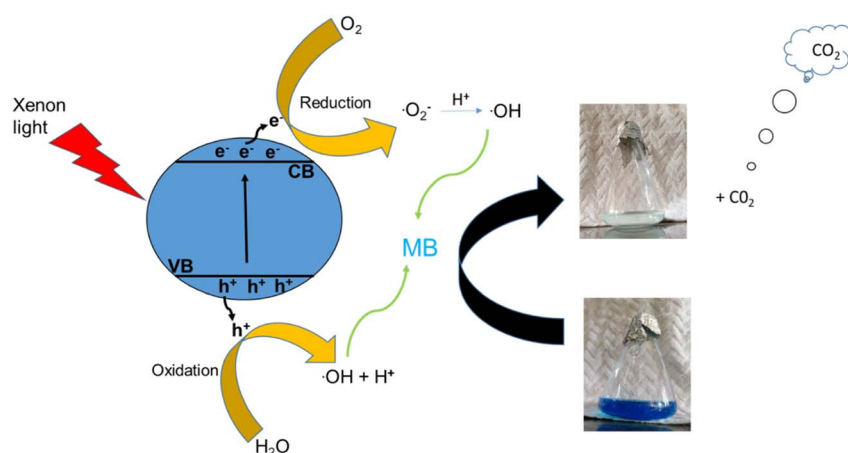 O₂
CO₂
Xenon
light
Reduction
·O₂⁻
H⁺
·OH
e⁻
e⁻ e⁻ e⁻
CB
+ C0₂
MB
VB
h⁺ h⁺ h⁺
h⁺
Oxidation
·OH + H⁺
H₂O